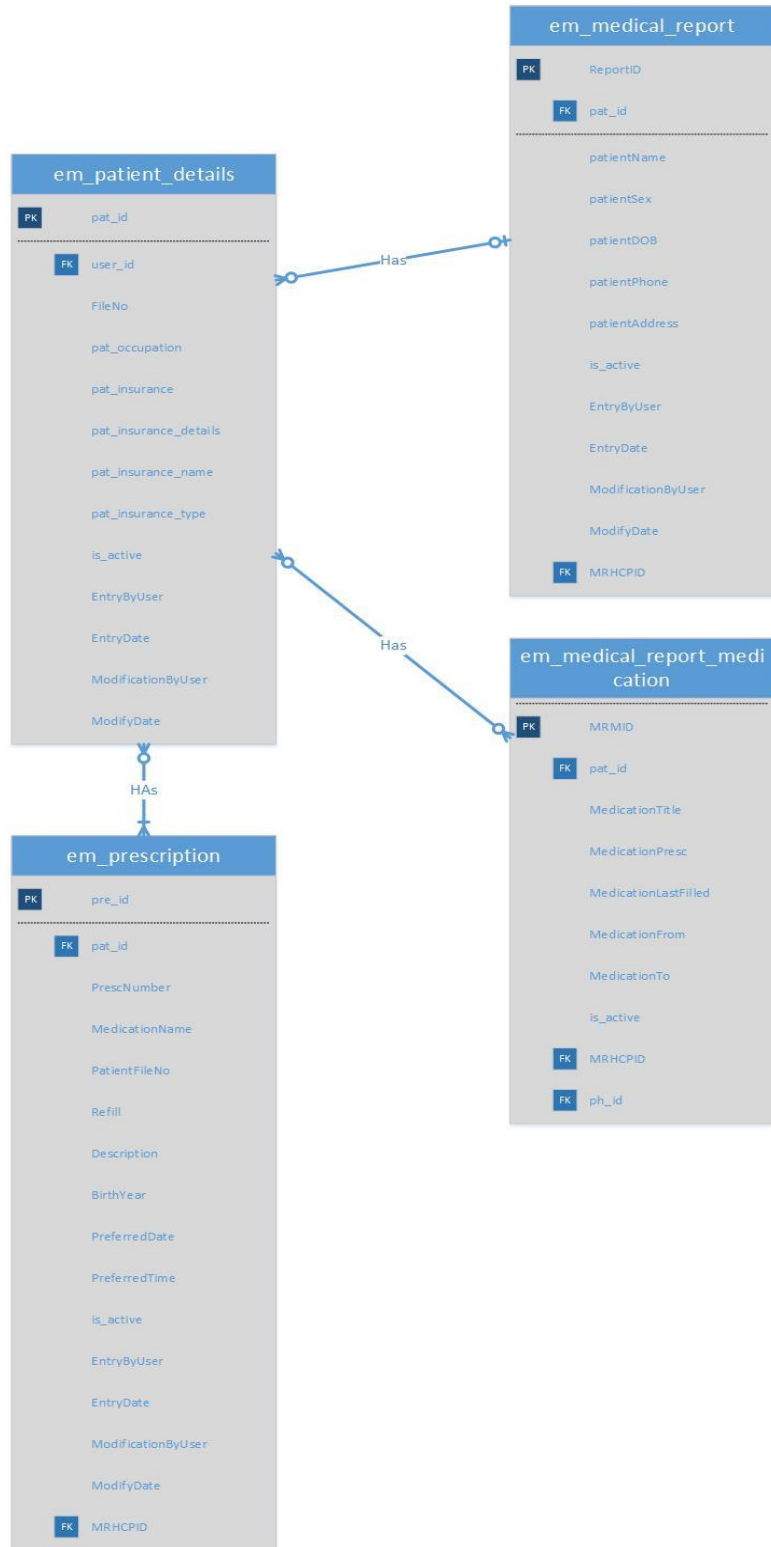 em_medical_report
PK ReportID
FK pat_id
patientName
patientSex
patientDOB
patientPhone
patientAddress
is_active
EntryByUser
EntryDate
ModificationByUser
ModifyDate
FK MRHCPID
em_patient_details
PK pat_id
FK user_id
FileNo
pat_occupation
pat_insurance
pat_insurance_details
pat_insurance_name
pat_insurance_type
is_active
EntryByUser
EntryDate
ModificationByUser
ModifyDate
Has
Has
HAs
em_medical_report_medi
cation
PK MRMID
FK pat_id
MedicationTitle
MedicationPresc
MedicationLastFilled
MedicationFrom
MedicationTo
is_active
FK MRHCPID
FK ph_id
em_prescription
PK pre_id
FK pat_id
PrescNumber
MedicationName
PatientFileNo
Refill
Description
BirthYear
PreferredDate
PreferredTime
is_active
EntryByUser
EntryDate
ModificationByUser
ModifyDate
FK MRHCPID